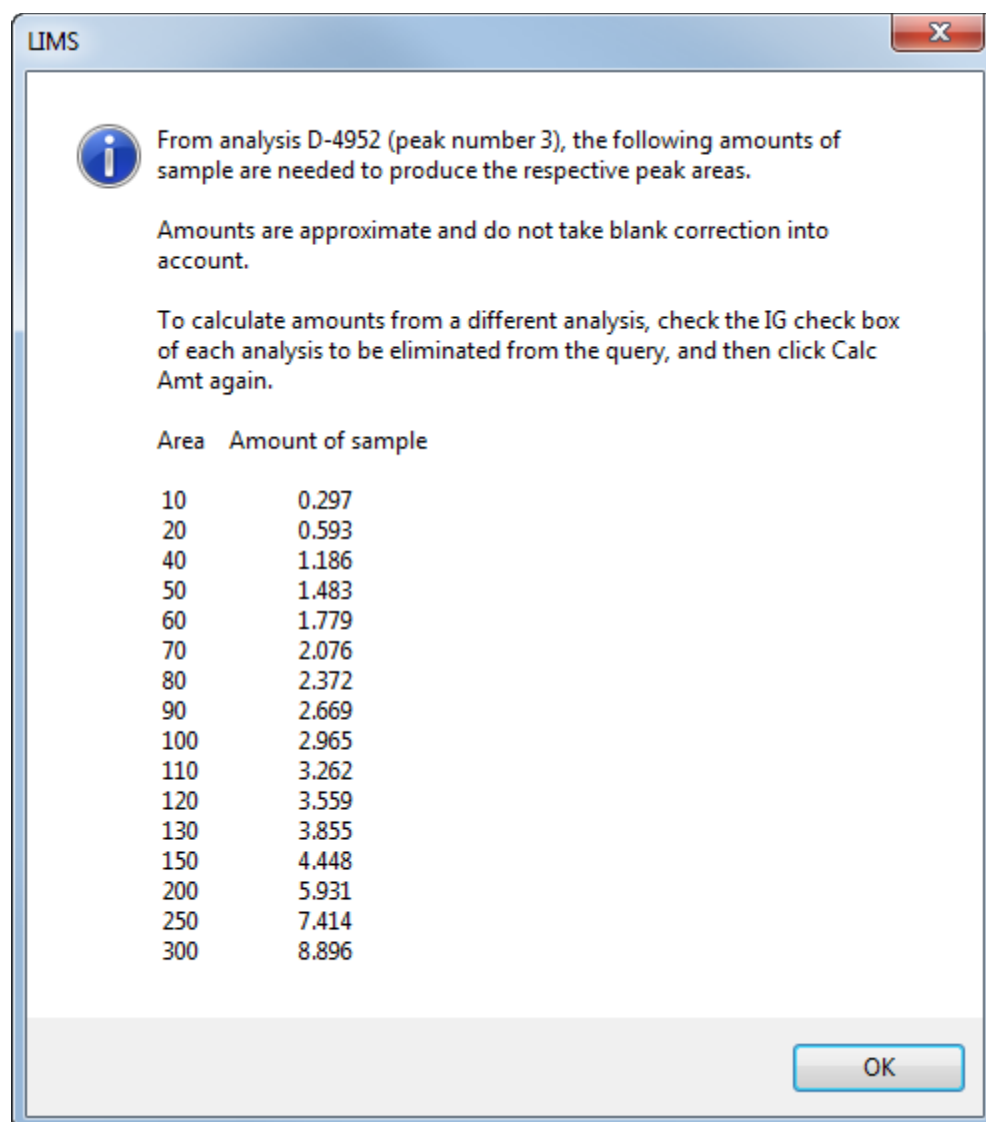 LIMS
From analysis D-4952 (peak number 3), the following amounts of
sample are needed to produce the respective peak areas.
Amounts are approximate and do not take blank correction into
account.
To calculate amounts from a different analysis, check the IG check box
of each analysis to be eliminated from the query, and then click Calc
Amt again.
Area Amount of sample
10 0.297
20 0.593
40 1.186
50 1.483
60 1.779
70 2.076
80 2.372
90 2.669
100 2.965
110 3.262
120 3.559
130 3.855
150 4.448
200 5.931
250 7.414
300 8.896
OK